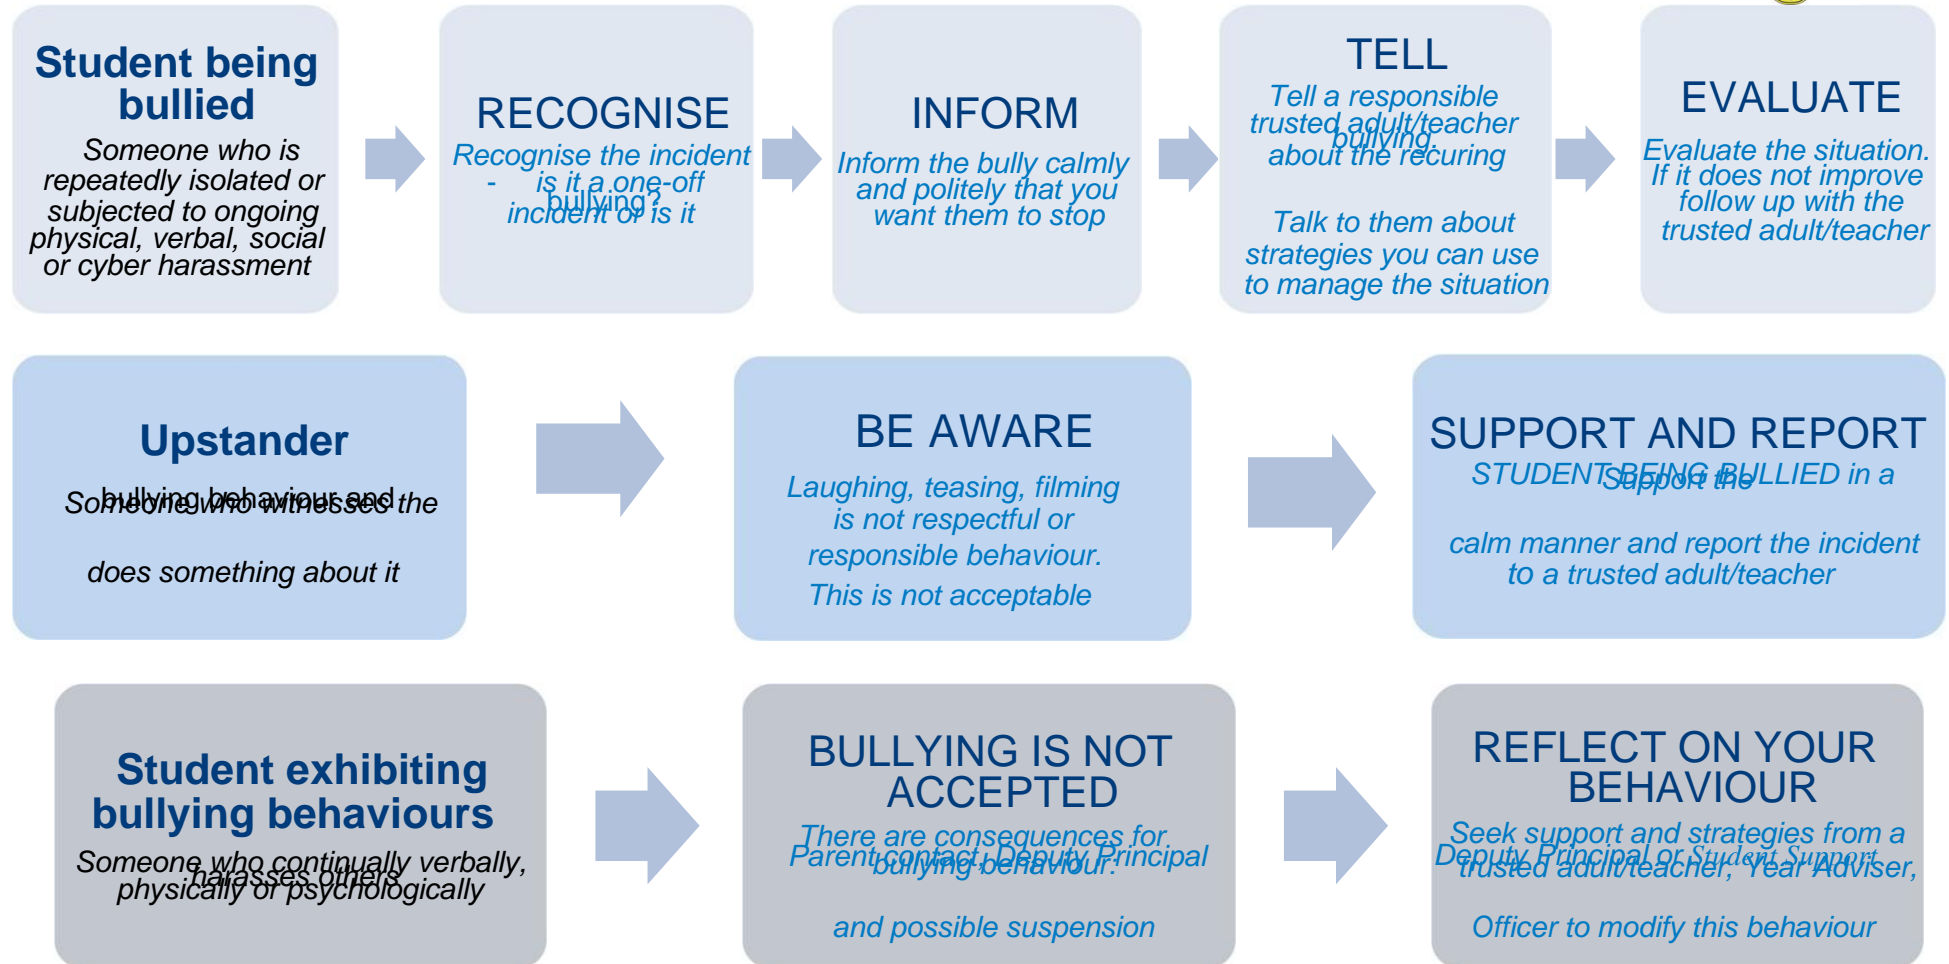 Student being
bullied
Someone who is
repeatedly isolated or
subjected to ongoing
physical, verbal, social
or cyber harassment
RECOGNISE
Recognise the incident
- is it a one-off
incident or is it
bullying?
INFORM
Inform the bully calmly
and politely that you
want them to stop
TELL
Tell a responsible
trusted adult/teacher
about the recuring
bullying.
Talk to them about
strategies you can use
to manage the situation
EVALUATE
Evaluate the situation.
If it does not improve
follow up with the
trusted adult/teacher
Upstander
Someone who witnesses the
bullying behaviour and
does something about it
BE AWARE
Laughing, teasing, filming
is not respectful or
responsible behaviour.
This is not acceptable
SUPPORT AND REPORT
Support the
STUDENT BEING BULLIED in a
calm manner and report the incident
to a trusted adult/teacher
Student exhibiting
bullying behaviours
Someone who continually verbally,
physically or psychologically
harasses others
BULLYING IS NOT
ACCEPTED
There are consequences for
bullying behaviour:
Parent contact, Deputy Principal
and possible suspension
REFLECT ON YOUR
BEHAVIOUR
Seek support and strategies from a
trusted adult/teacher, Year Adviser,
Deputy Principal or Student Support
Officer to modify this behaviour